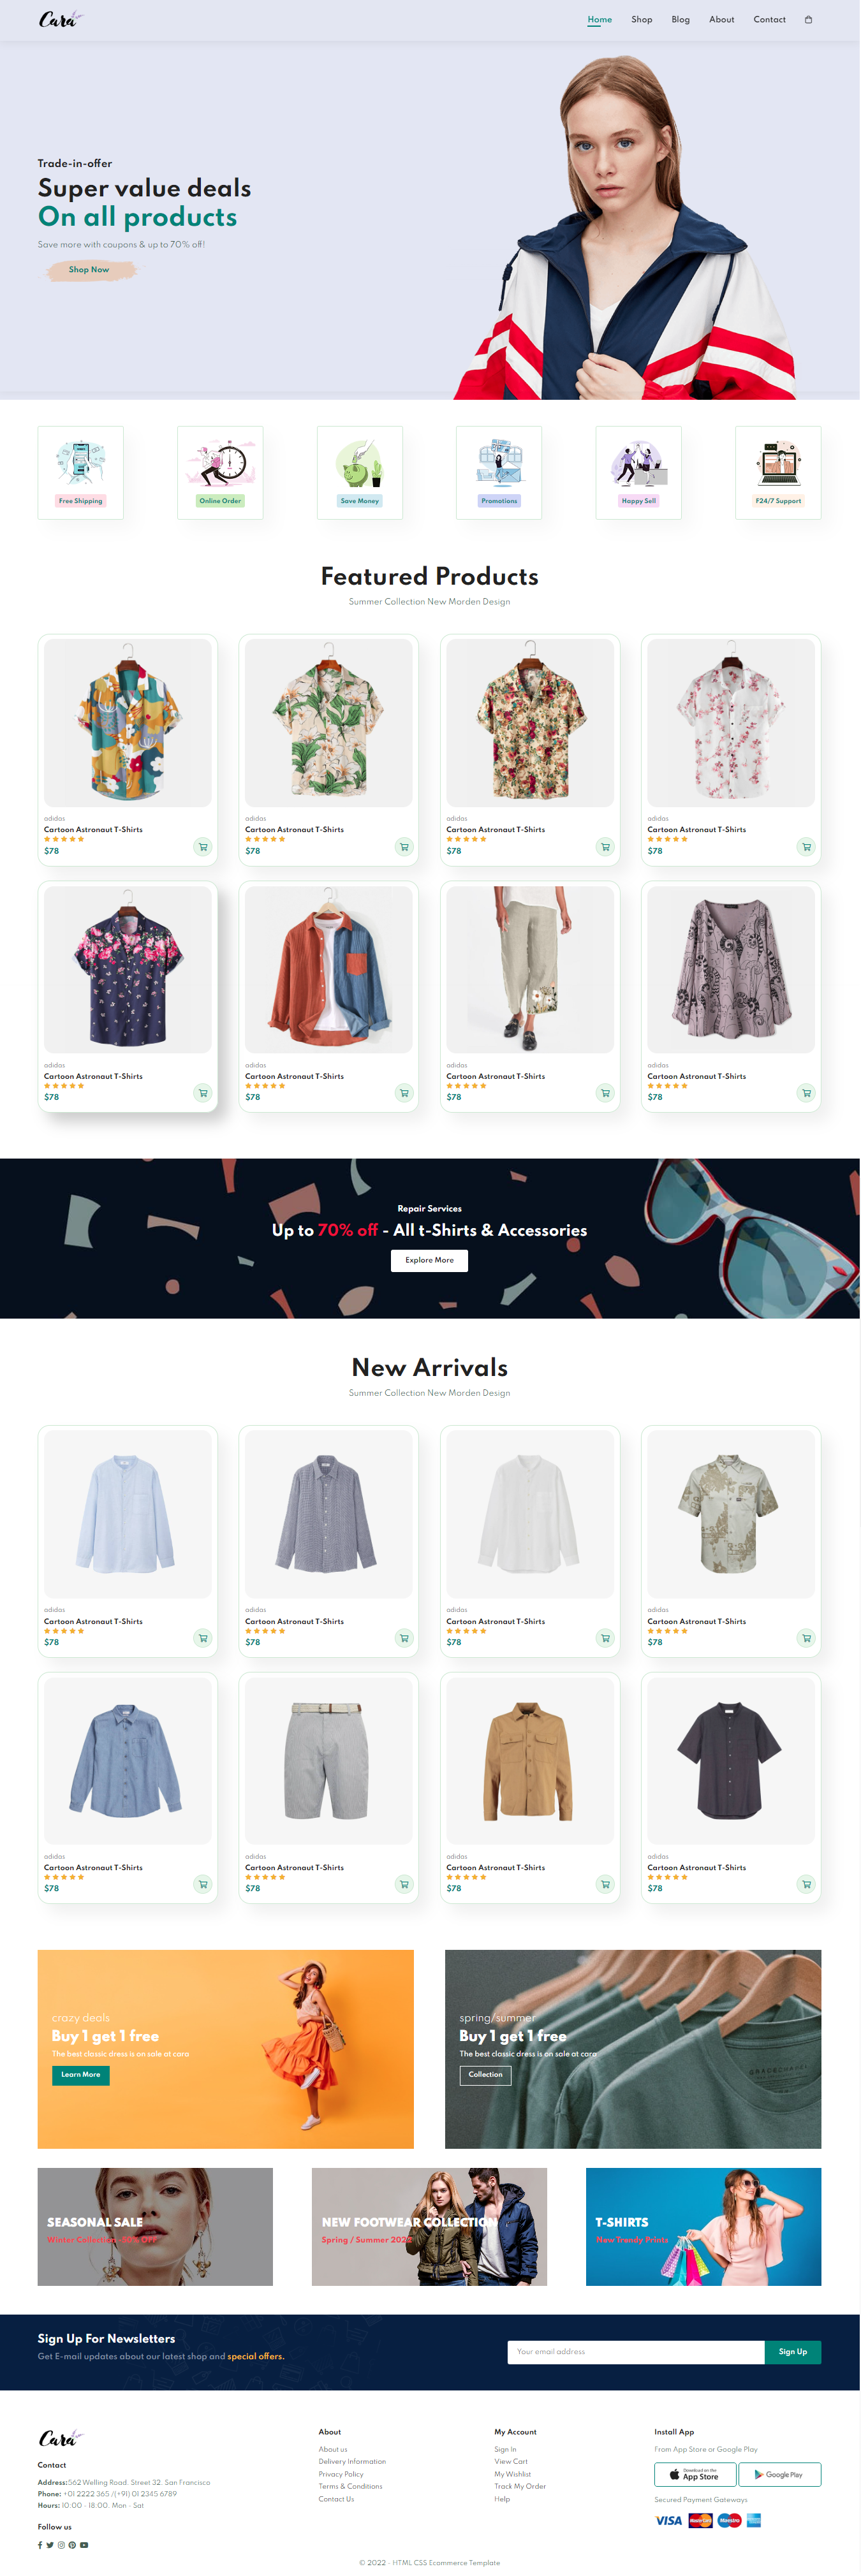 Cara
Home Shop Blog About Contact
Trade-in-offer
Super value deals
On all products
Save more with coupons & up to 70% off!
Shop Now
Free Shipping
Online Order
Save Money
Promotions
Happy Sell
F24/7 Support
Featured Products
Summer Collection New Morden Design
adidas
Cartoon Astronaut T-Shirts
$78
adidas
Cartoon Astronaut T-Shirts
$78
adidas
Cartoon Astronaut T-Shirts
$78
adidas
Cartoon Astronaut T-Shirts
$78
adidas
Cartoon Astronaut T-Shirts
$78
adidas
Cartoon Astronaut T-Shirts
$78
adidas
Cartoon Astronaut T-Shirts
$78
adidas
Cartoon Astronaut T-Shirts
$78
Repair Services
Up to 70% off - All t-Shirts & Accessories
Explore More
New Arrivals
Summer Collection New Morden Design
adidas
Cartoon Astronaut T-Shirts
$78
adidas
Cartoon Astronaut T-Shirts
$78
adidas
Cartoon Astronaut T-Shirts
$78
adidas
Cartoon Astronaut T-Shirts
$78
adidas
Cartoon Astronaut T-Shirts
$78
adidas
Cartoon Astronaut T-Shirts
$78
adidas
Cartoon Astronaut T-Shirts
$78
adidas
Cartoon Astronaut T-Shirts
$78
crazy deals
Buy 1 get 1 free
The best classic dress is on sale at cara
Learn More
spring/summer
Buy 1 get 1 free
The best classic dress is on sale at cara
Collection
SEASONAL SALE
Winter Collection -50% OFF
NEW FOOTWEAR COLLECTION
Spring / Summer
T-SHIRTS
New Trendy Prints
Sign Up For Newsletters
Get E-mail updates about our latest shop and special offers.
Your email address
Sign Up
Cara
Contact
Address:562 Welling Road. Street 32. San Francisco
Phone: +01 2222 365 /(+91) 01 2345 6789
Hours: 10:00 - 18:00. Mon - Sat
Follow us
About
About us
Delivery Information
Privacy Policy
Terms & Conditions
Contact Us
My Account
Sign In
View Cart
My Wishlist
Track My Order
Help
Install App
From App Store or Google Play
Download on the
App Store
Google Play
Secured Payment Gateways
VISA MasterCard Maestro
© 2022 - HTML CSS Ecommerce Template